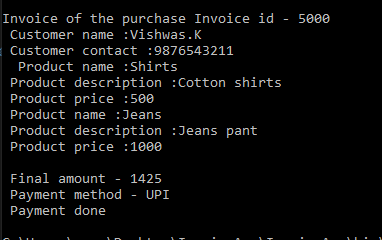 Invoice of the purchase Invoice id - 5000
Customer name :Vishwas.K
Customer contact :9876543211
Product name :Shirts
Product description :Cotton shirts
Product price :500
Product name :Jeans
Product description :Jeans pant
Product price :1000
Final amount - 1425
Payment method - UPI
Payment done